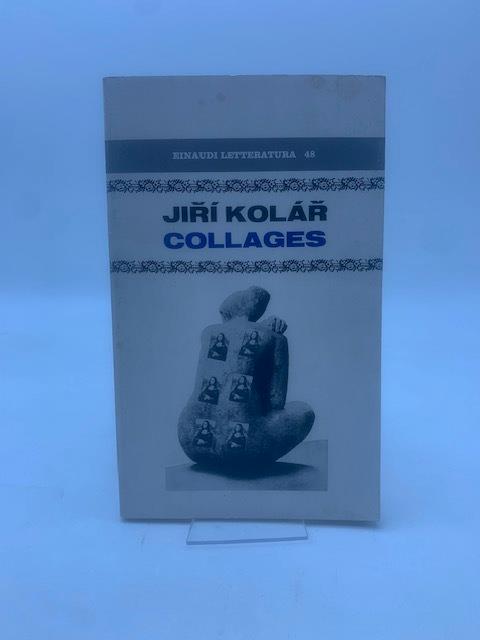 EINAUDI LETTERATURA 48
JIŘÍ KOLÁŘ
COLLAGES